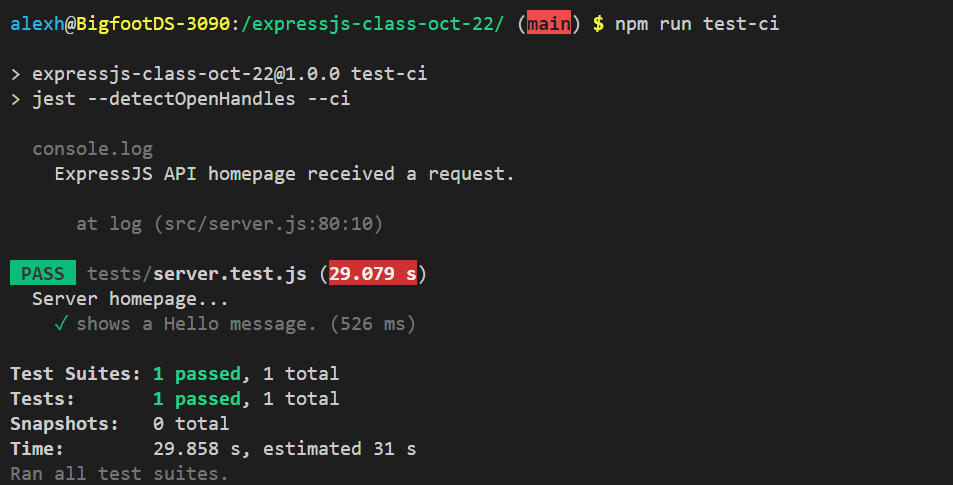 alexh@BigfootDS-3090:/expressjs-class-oct-22/ (main) $ npm run test-ci
> expressjs-class-oct-22@1.0.0 test-ci
> jest --detectOpenHandles --ci
console.log
ExpressJS API homepage received a request.
at log (src/server.js:80:10)
PASS tests/server.test.js (29.079 s)
Server homepage...
✓ shows a Hello message. (526 ms)
Test Suites: 1 passed, 1 total
Tests: 1 passed, 1 total
Snapshots: 0 total
Time: 29.858 s, estimated 31 s
Ran all test suites.